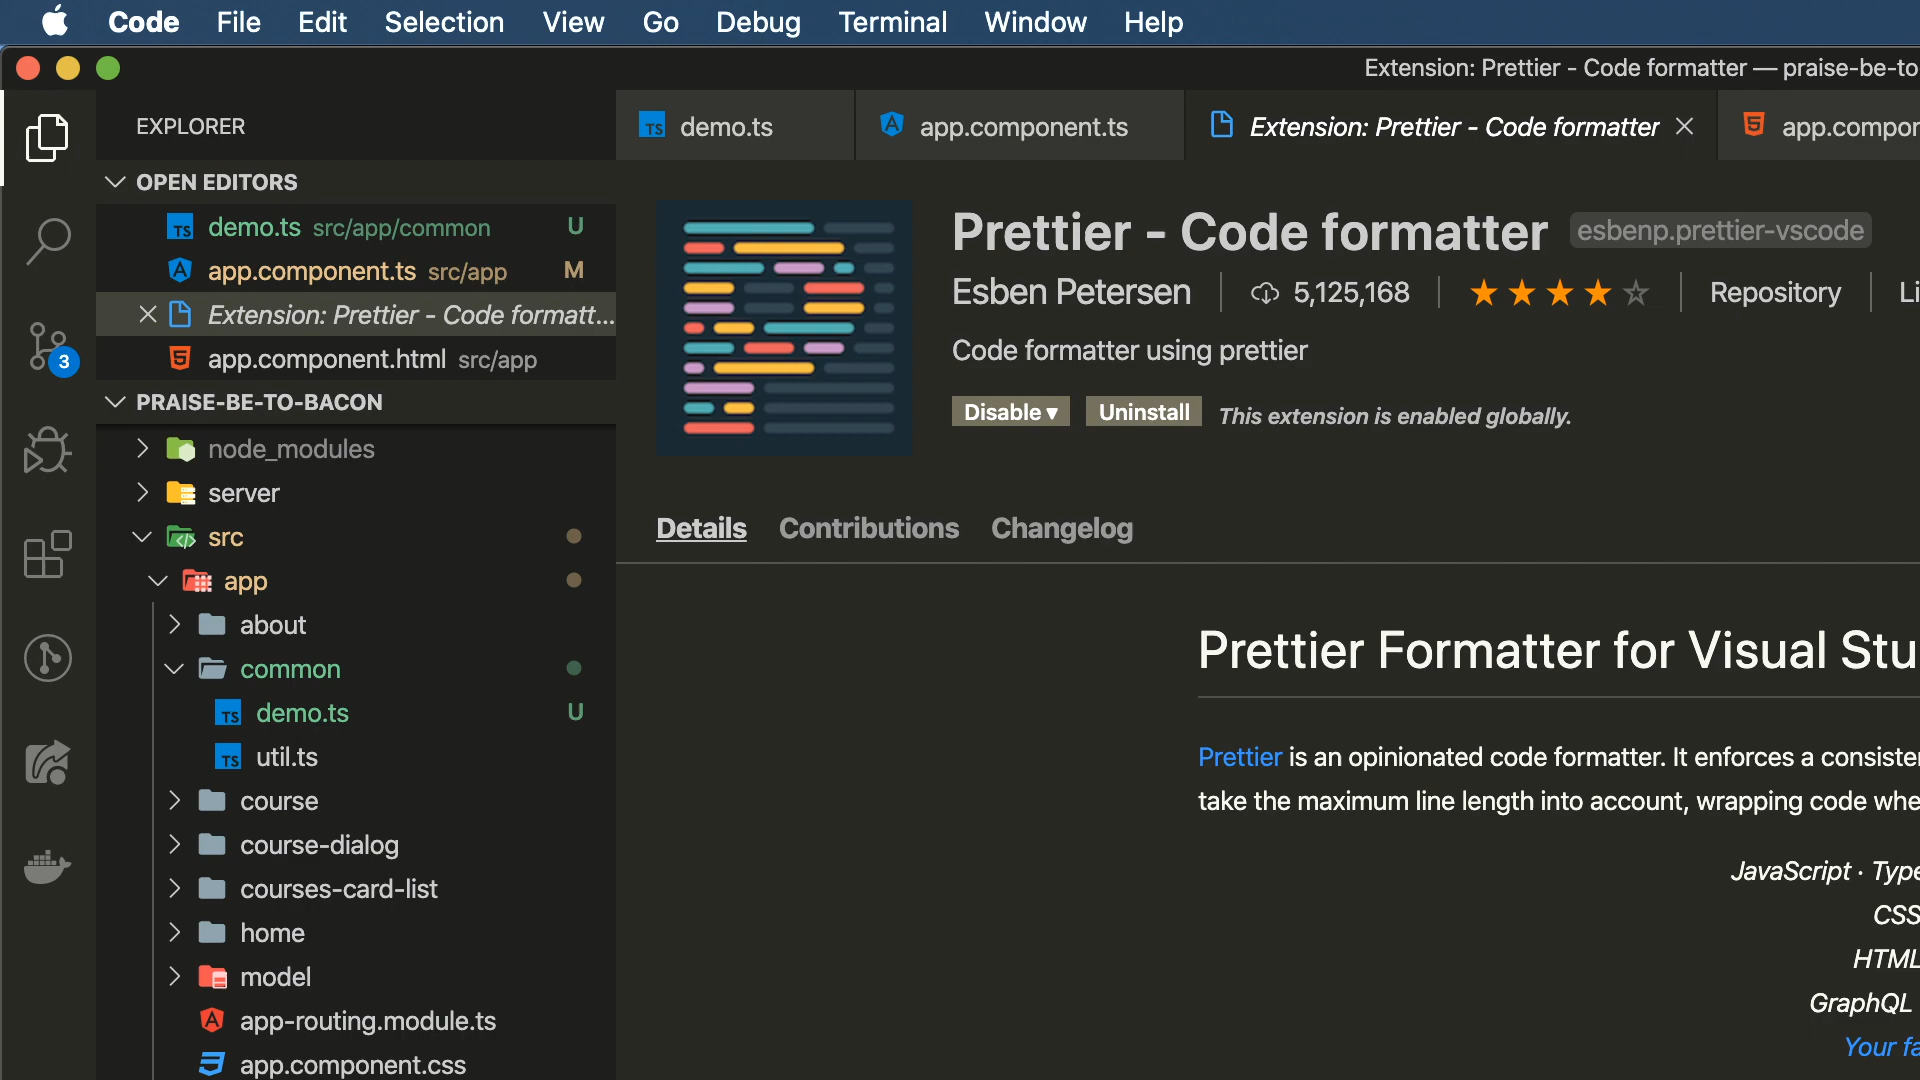 Code File Edit Selection View Go Debug Terminal Window Help
Extension: Prettier - Code formatter — praise-be-to
EXPLORER
OPEN EDITORS
demo.ts src/app/common U
app.component.ts src/app M
Extension: Prettier - Code formatt...
app.component.html src/app
3
PRAISE-BE-TO-BACON
node_modules
server
src
app
about
common
demo.ts U
util.ts
course
course-dialog
courses-card-list
home
model
app-routing.module.ts
app.component.css
demo.ts
app.component.ts
Extension: Prettier - Code formatter
app.compor
Prettier - Code formatter esbenp.prettier-vscode
Esben Petersen 5,125,168 Repository Li
Code formatter using prettier
Disable Uninstall This extension is enabled globally.
Details Contributions Changelog
Prettier Formatter for Visual Stu
Prettier is an opinionated code formatter. It enforces a consister
take the maximum line length into account, wrapping code whe
JavaScript · Type
CSS
HTML
GraphQL
Your fa